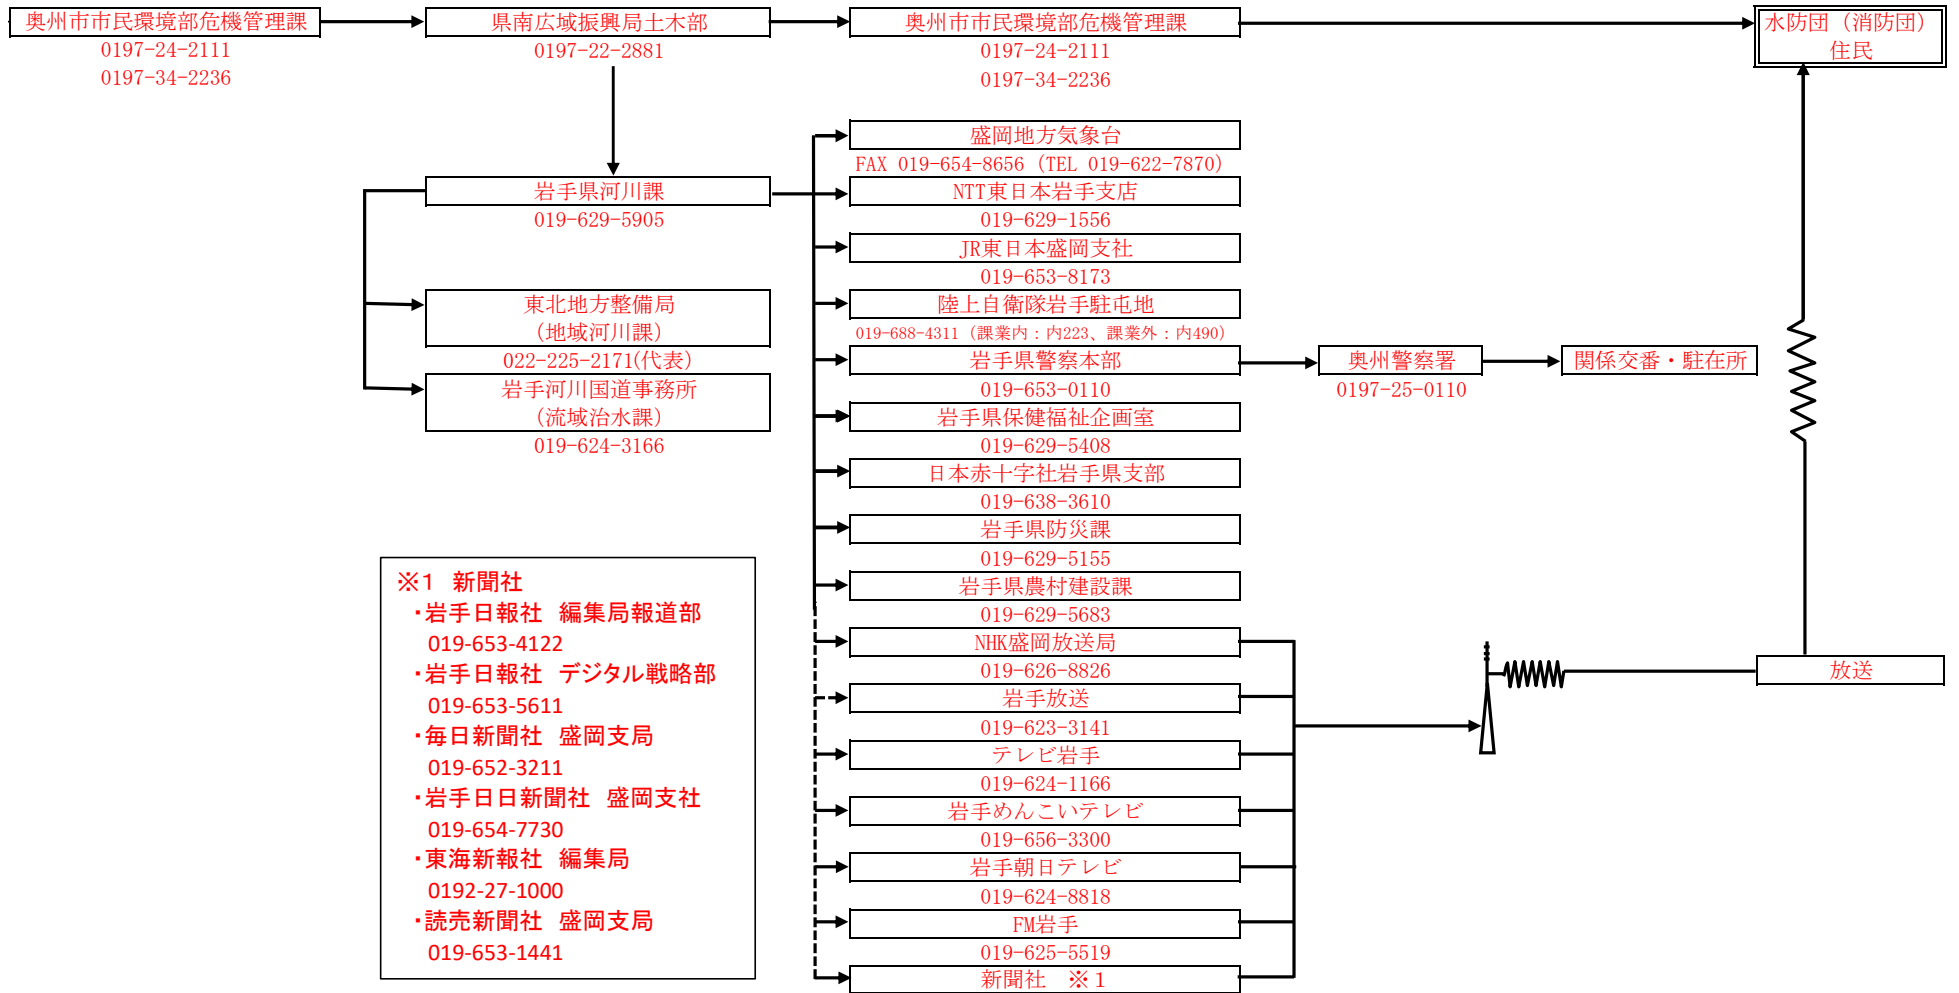 奥州市市民環境部危機管理課
0197-24-2111
0197-34-2236
県南広域振興局土木部
0197-22-2881
奥州市市民環境部危機管理課
0197-24-2111
0197-34-2236
水防団（消防団）
住民
岩手県河川課
019-629-5905
東北地方整備局
（地域河川課）
022-225-2171(代表)
岩手河川国道事務所
（流域治水課）
019-624-3166
盛岡地方気象台
FAX 019-654-8656 (TEL 019-622-7870)
NTT東日本岩手支店
019-629-1556
JR東日本盛岡支社
019-653-8173
陸上自衛隊岩手駐屯地
019-688-4311（課業内：内223、課業外：内490）
岩手県警察本部
019-653-0110
奥州警察署
0197-25-0110
関係交番・駐在所
岩手県保健福祉企画室
019-629-5408
日本赤十字社岩手県支部
019-638-3610
岩手県防災課
019-629-5155
岩手県農村建設課
019-629-5683
NHK盛岡放送局
019-626-8826
岩手放送
019-623-3141
テレビ岩手
019-624-1166
岩手めんこいテレビ
019-656-3300
岩手朝日テレビ
019-624-8818
FM岩手
019-625-5519
新聞社　※１
放送
※1　新聞社
・岩手日報社　編集局報道部
019-653-4122
・岩手日報社　デジタル戦略部
019-653-5611
・毎日新聞社　盛岡支局
019-652-3211
・岩手日日新聞社　盛岡支社
019-654-7730
・東海新報社　編集局
0192-27-1000
・読売新聞社　盛岡支局
019-653-1441